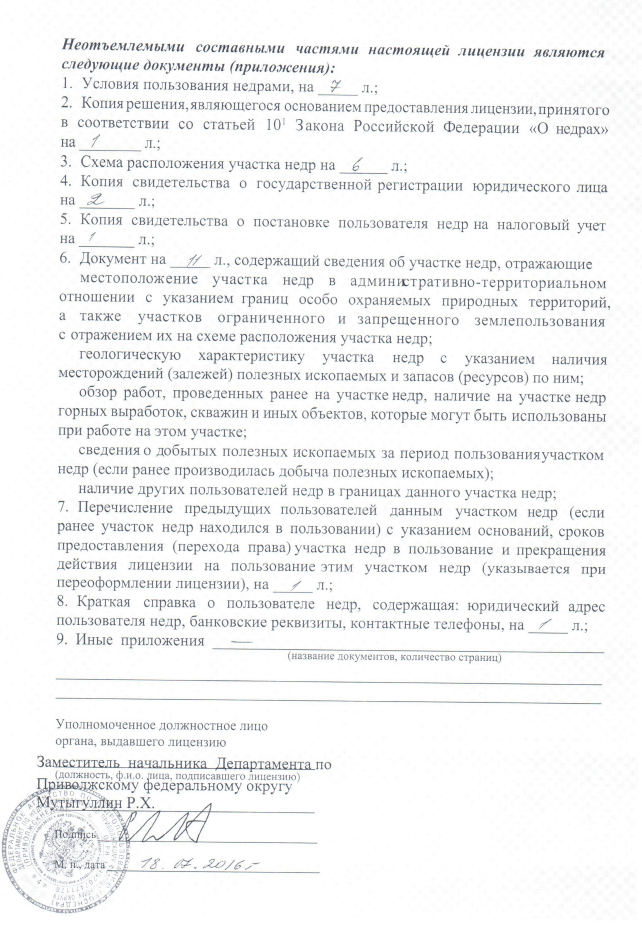 Неотъемлемыми составными частями настоящей лицензии являются
следующие документы (приложения):
1. Условия пользования недрами, на 7 л.;
2. Копия решения, являющегося основанием предоставления лицензии, принятого
в соответствии со статьей 10¹ Закона Российской Федерации «О недрах»
на 1 л.;
3. Схема расположения участка недр на 6 л.;
4. Копия свидетельства о государственной регистрации юридического лица
на 2 л.;
5. Копия свидетельства о постановке пользователя недр на налоговый учет
на 1 л.;
6. Документ на 11 л., содержащий сведения об участке недр, отражающие
местоположение участка недр в административно-территориальном
отношении с указанием границ особо охраняемых природных территорий,
а также участков ограниченного и запрещенного землепользования
с отражением их на схеме расположения участка недр;
геологическую характеристику участка недр с указанием наличия
месторождений (залежей) полезных ископаемых и запасов (ресурсов) по ним;
обзор работ, проведенных ранее на участке недр, наличие на участке недр
горных выработок, скважин и иных объектов, которые могут быть использованы
при работе на этом участке;
сведения о добытых полезных ископаемых за период пользования участком
недр (если ранее производилась добыча полезных ископаемых);
наличие других пользователей недр в границах данного участка недр;
7. Перечисление предыдущих пользователей данным участком недр (если
ранее участок недр находился в пользовании) с указанием оснований, сроков
предоставления (перехода права) участка недр в пользование и прекращения
действия лицензии на пользование этим участком недр (указывается при
переоформлении лицензии), на 1 л.;
8. Краткая справка о пользователе недр, содержащая: юридический адрес
пользователя недр, банковские реквизиты, контактные телефоны, на 1 л.;
9. Иные приложения —
(название документов, количество страниц)
Уполномоченное должностное лицо
органа, выдавшего лицензию
Заместитель начальника Департамента по
(должность, ф.и.о. лица, подписавшего лицензию)
Приволжскому федеральному округу
Мутыгуллин Р.Х.
Подпись
М. п., дата 18.07.2016 г